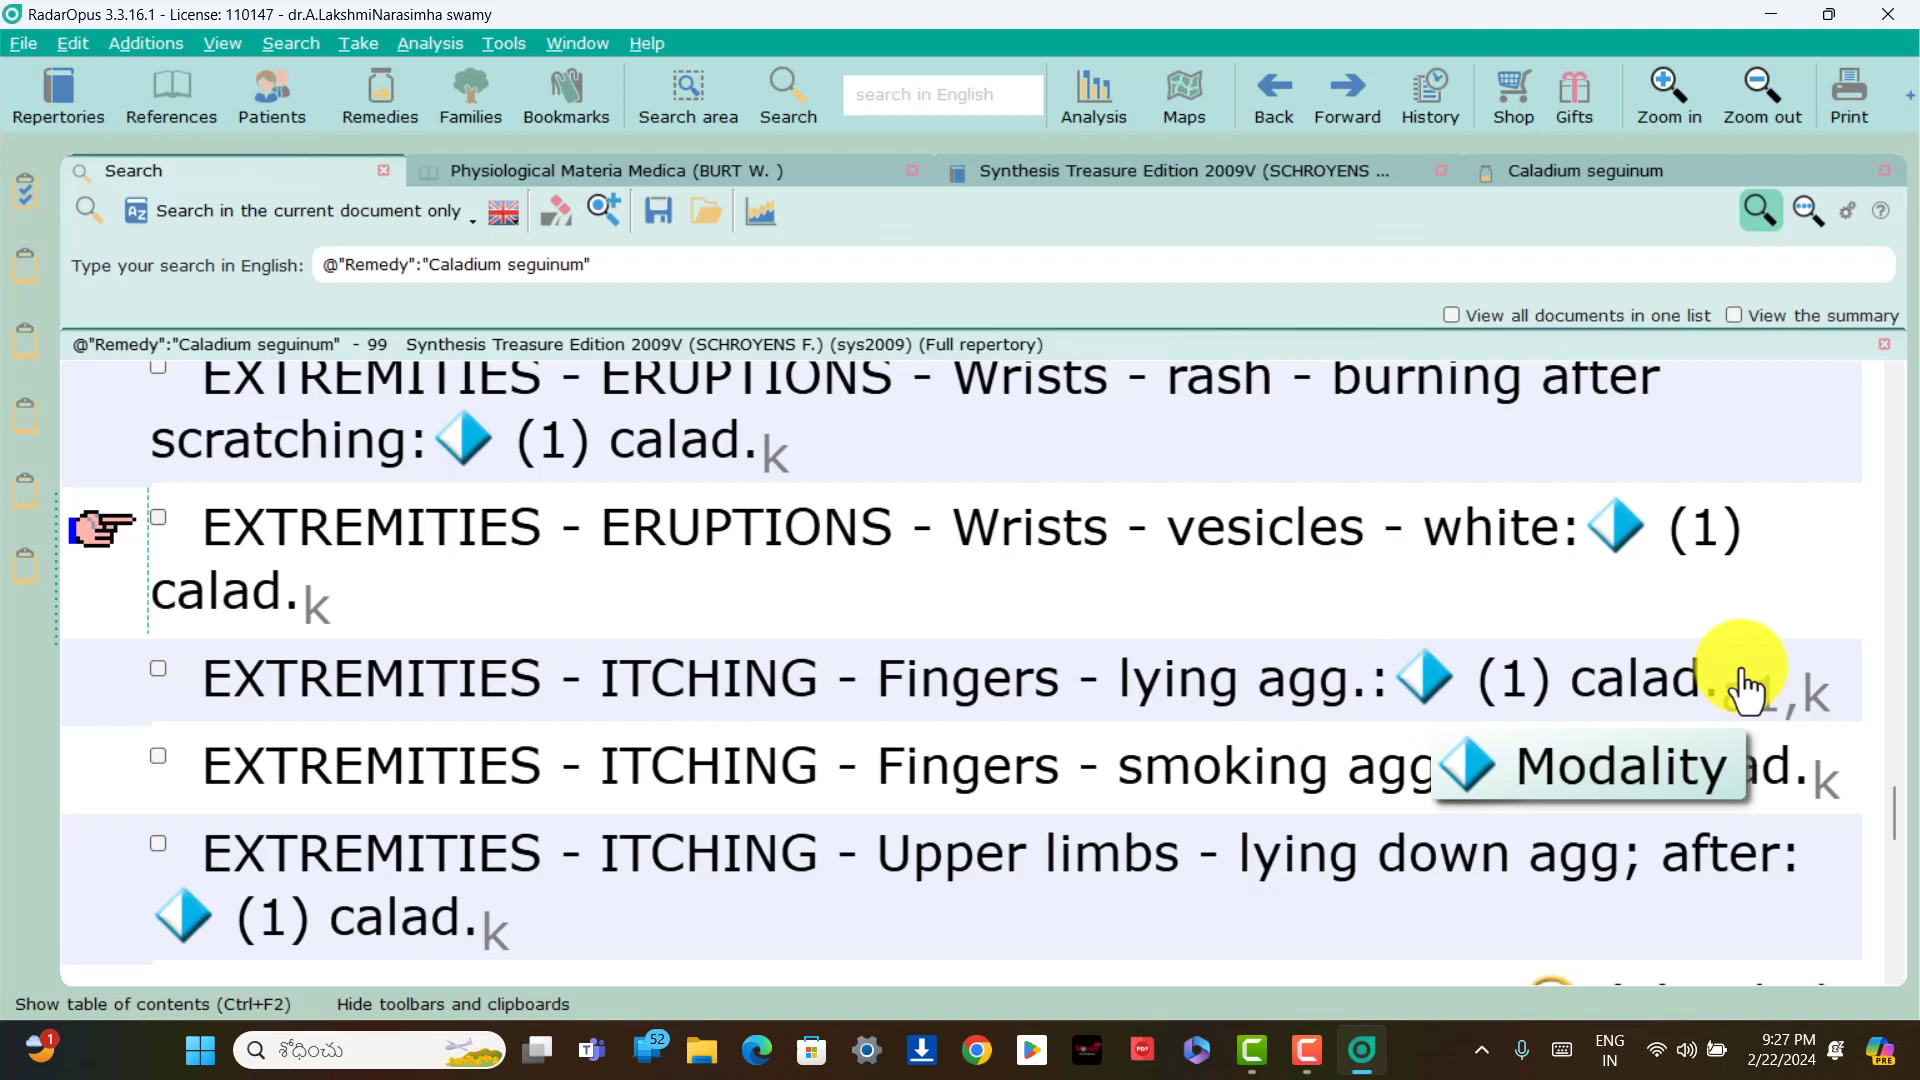 RadarOpus 3.3.16.1 - License: 110147 - dr.A.LakshmiNarasimha swamy
File Edit Additions View Search Take Analysis Tools Window Help
Repertories References Patients Remedies Families Bookmarks Search area Search search in English Analysis Maps Back Forward History Shop Gifts Zoom in Zoom out Print
Search Physiological Materia Medica (BURT W. ) Synthesis Treasure Edition 2009V (SCHROYENS ... Caladium seguinum
AZ Search in the current document only
Type your search in English: @"Remedy":"Caladium seguinum"
View all documents in one list View the summary
@"Remedy":"Caladium seguinum" - 99 Synthesis Treasure Edition 2009V (SCHROYENS F.) (sys2009) (Full repertory)
EXTREMITIES - ERUPTIONS - Wrists - rash - burning after
scratching: (1) calad.k
EXTREMITIES - ERUPTIONS - Wrists - vesicles - white: (1)
calad.k
EXTREMITIES - ITCHING - Fingers - lying agg.: (1) calad. ,k
EXTREMITIES - ITCHING - Fingers - smoking agg ad.k
Modality
EXTREMITIES - ITCHING - Upper limbs - lying down agg; after:
(1) calad.k
Show table of contents (Ctrl+F2) Hide toolbars and clipboards
1 శోధించు 52 PDF ENG 9:27 PM
IN 2/22/2024 PRE